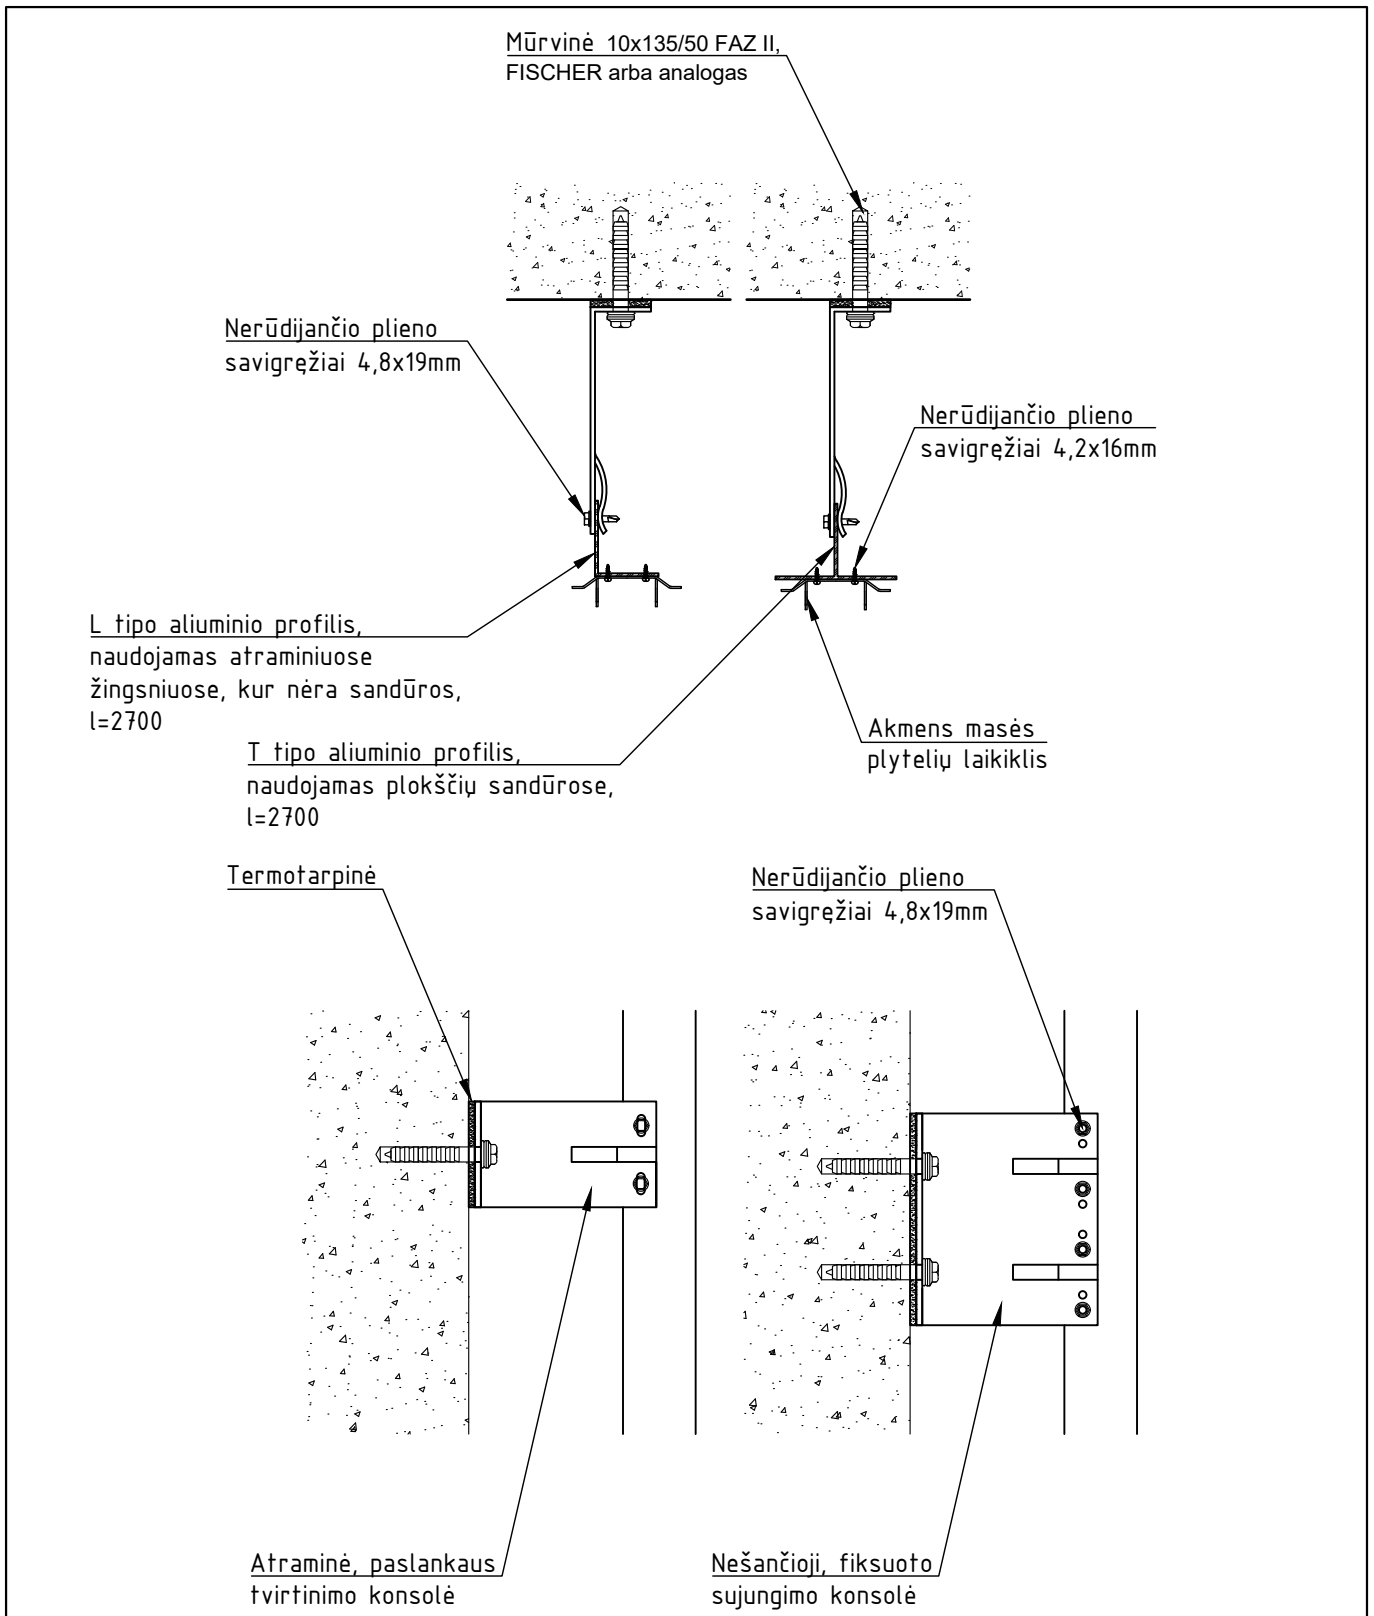 Mūrvinė 10x135/50 FAZ II,
FISCHER arba analogas
Nerūdijančio plieno
savigręžiai 4,8x19mm
Nerūdijančio plieno
savigręžiai 4,2x16mm
L tipo aliuminio profilis,
naudojamas atraminiuose
žingsniuose, kur nėra sandūros,
l=2700
T tipo aliuminio profilis,
naudojamas plokščių sandūrose,
l=2700
Akmens masės
plytelių laikiklis
Termotarpinė
Nerūdijančio plieno
savigręžiai 4,8x19mm
Atraminė, paslankaus
tvirtinimo konsolė
Nešančioji, fiksuoto
sujungimo konsolė